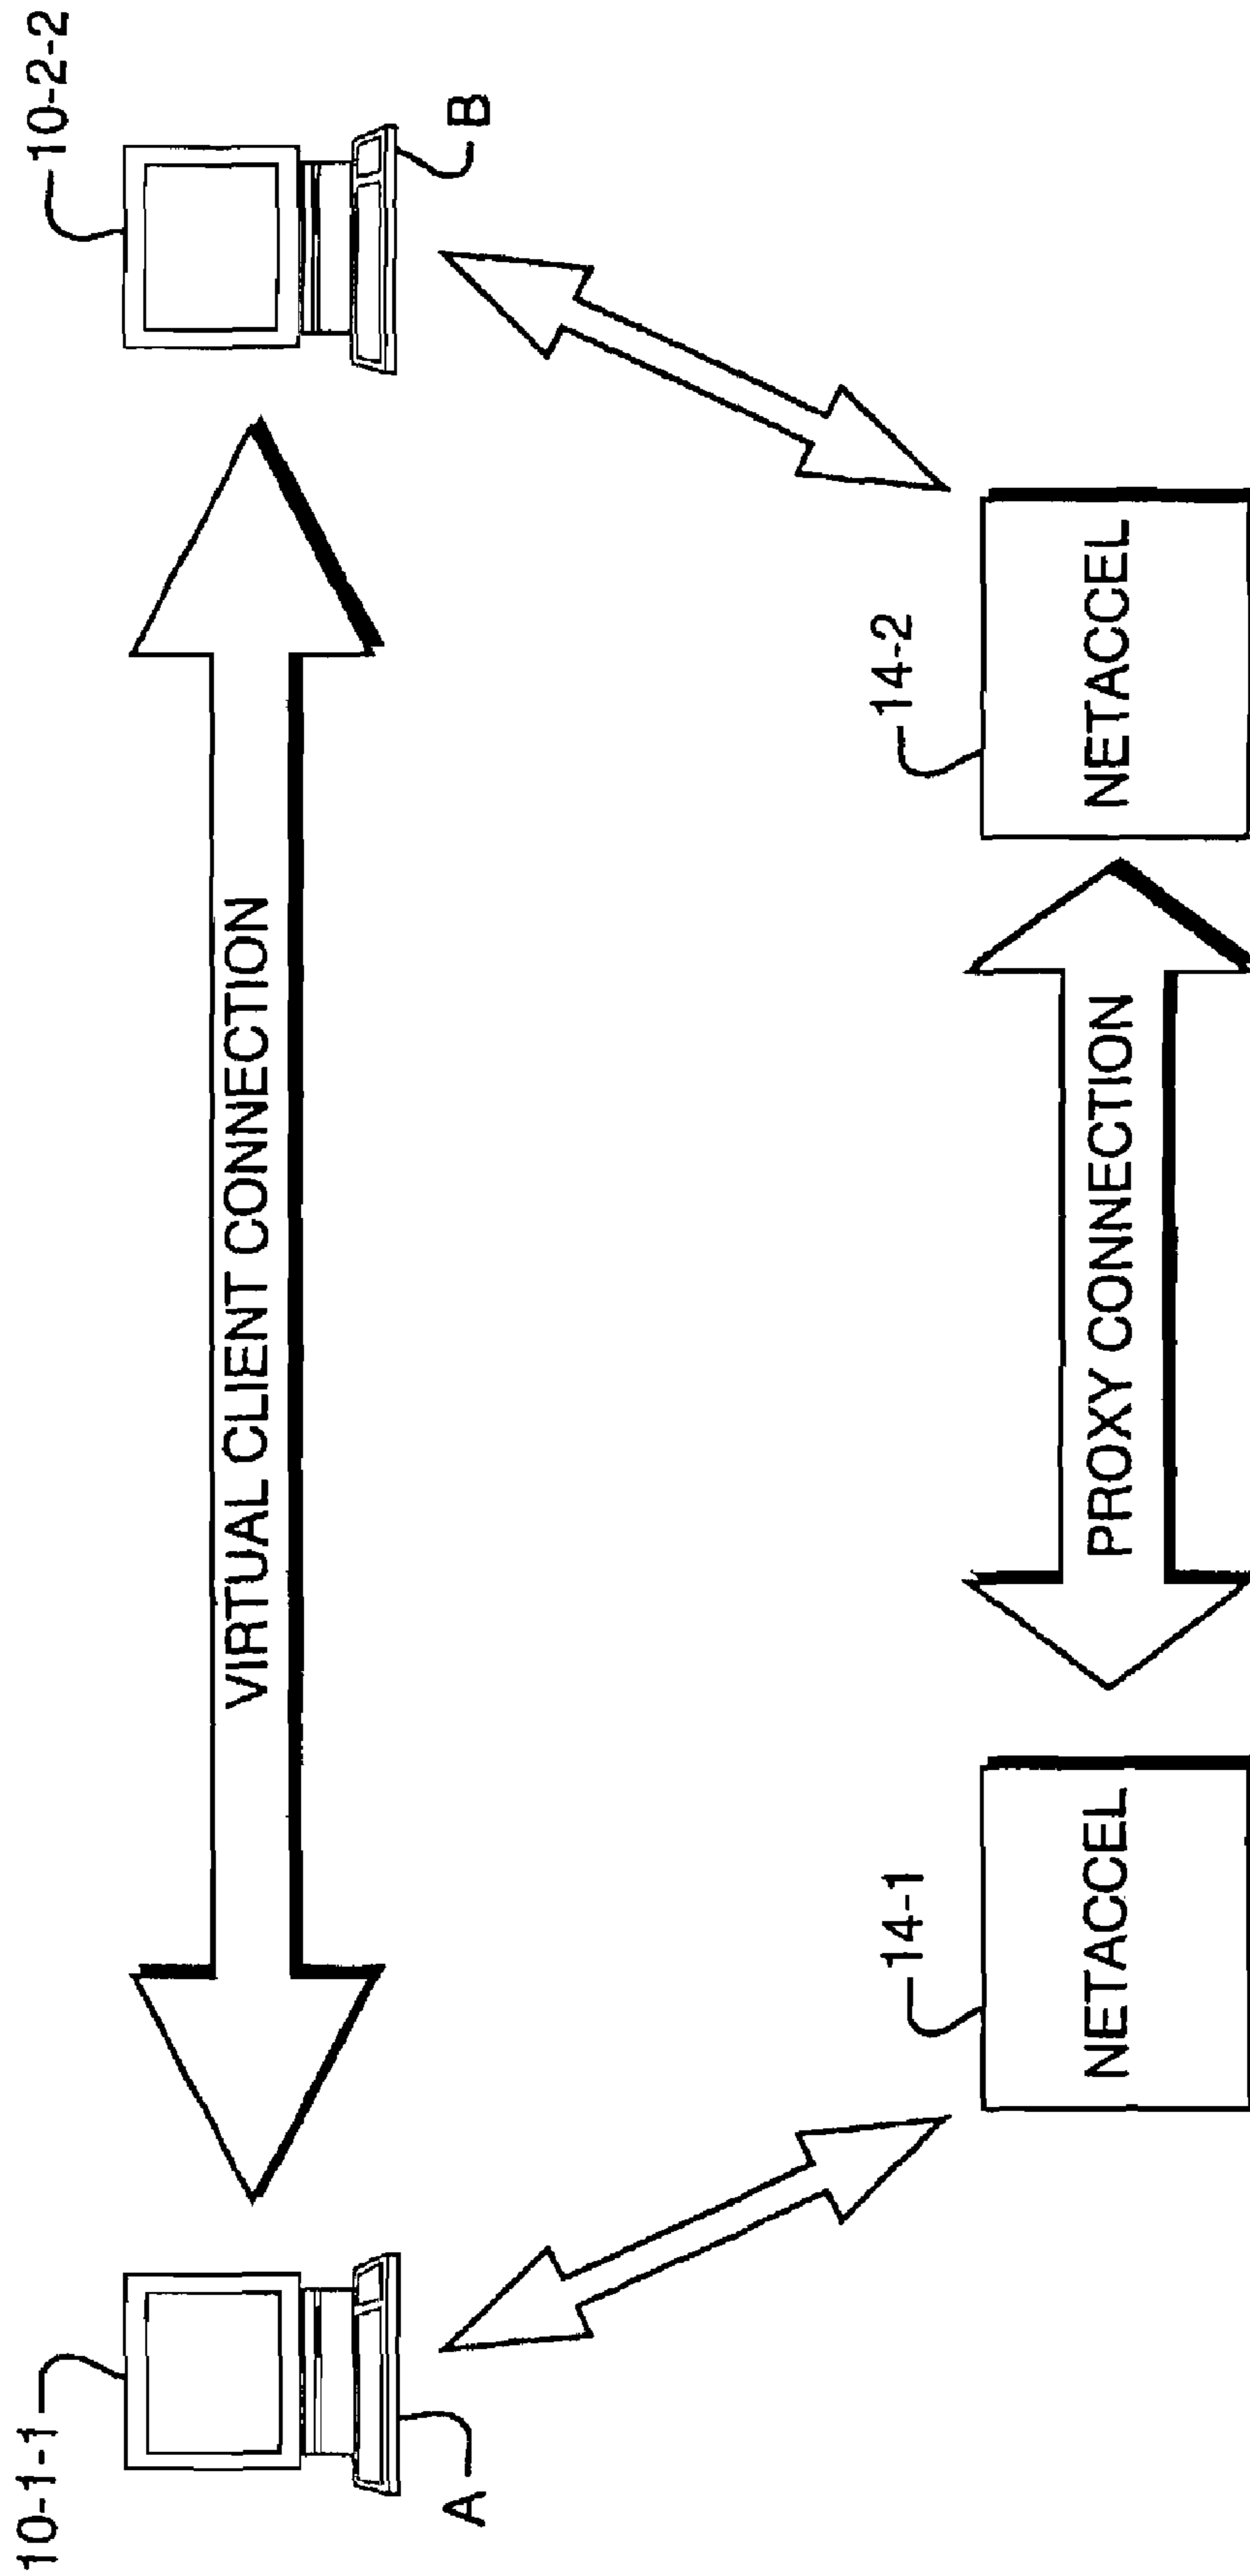 10-1-1
10-2-2
VIRTUAL CLIENT CONNECTION
A
B
14-1
14-2
NETACCEL
PROXY CONNECTION
NETACCEL